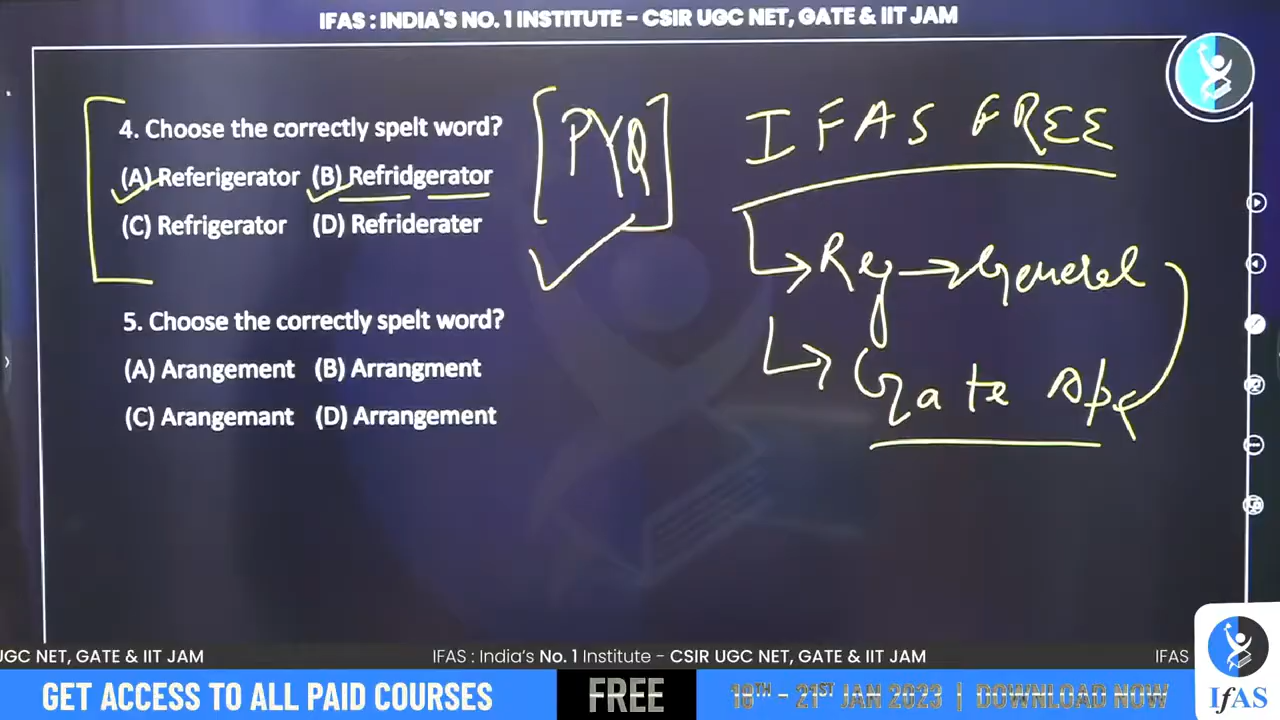 IFAS : INDIA'S NO. 1 INSTITUTE – CSIR UGC NET, GATE & IIT JAM
4. Choose the correctly spelt word?
(A) Referigerator (B) Refridgerator
(C) Refrigerator (D) Refriderater
[PYQ]
IFAS FREE
Reg → General
Gate Spe
5. Choose the correctly spelt word?
(A) Arangement (B) Arrangment
(C) Arangemant (D) Arrangement
UGC NET, GATE & IIT JAM
IFAS : India's No. 1 Institute – CSIR UGC NET, GATE & IIT JAM
IFAS
GET ACCESS TO ALL PAID COURSES FREE 18TH - 21ST JAN 2023 | DOWNLOAD NOW
IfAS